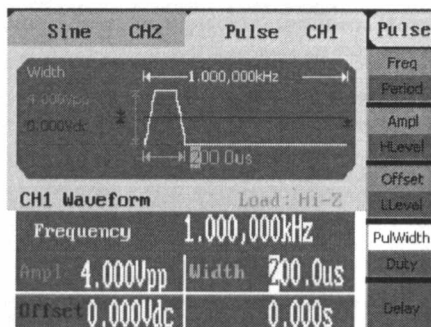 Sine CH2 Pulse CH1 Pulse
Width
1.000,000kHz
4.000Vpp
0.000Vdc
200.0us
Freq
Period
Ampl
HLevel
Offset
LLevel
PulWidth
Duty
Delay
CH1 Waveform Load:Hi-Z
Frequency 1.000,000kHz
Ampl 4.000Vpp Width 200.0us
Offset 0.000Vdc 0.000s